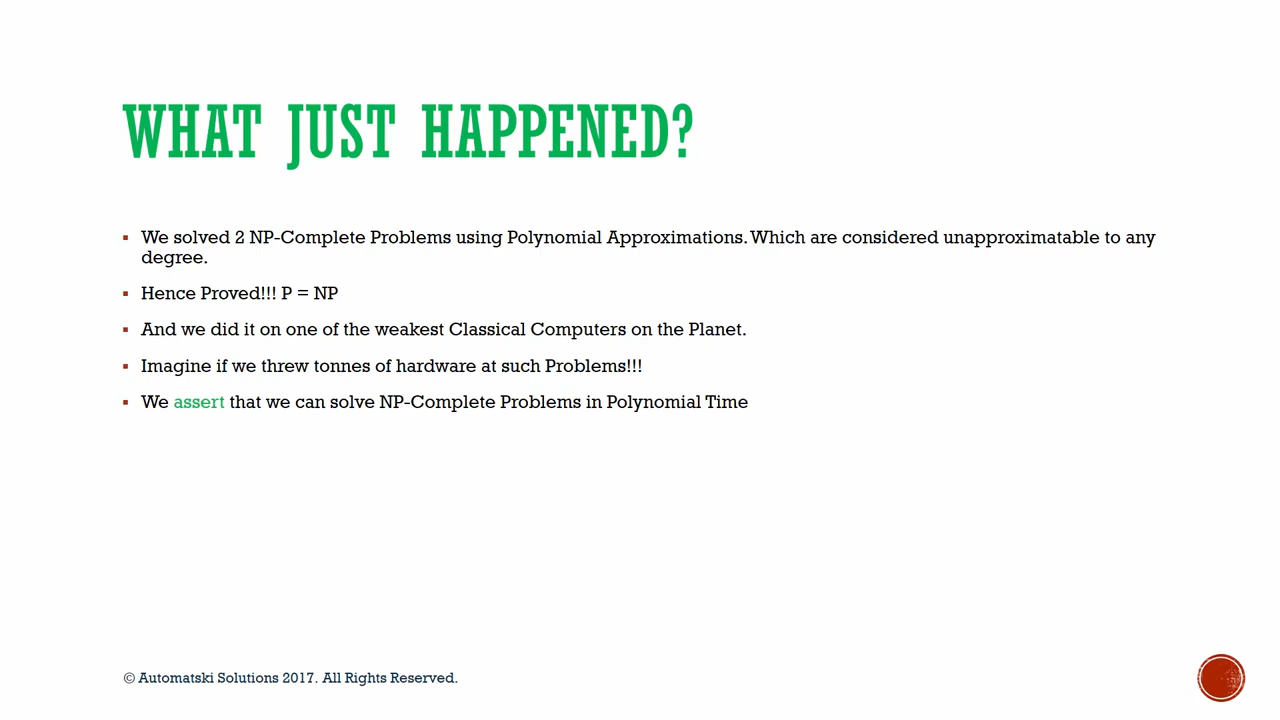 WHAT JUST HAPPENED?
▪ We solved 2 NP-Complete Problems using Polynomial Approximations. Which are considered unapproximatable to any
degree.
▪ Hence Proved!!! P = NP
▪ And we did it on one of the weakest Classical Computers on the Planet.
▪ Imagine if we threw tonnes of hardware at such Problems!!!
▪ We assert that we can solve NP-Complete Problems in Polynomial Time
© Automatski Solutions 2017. All Rights Reserved.